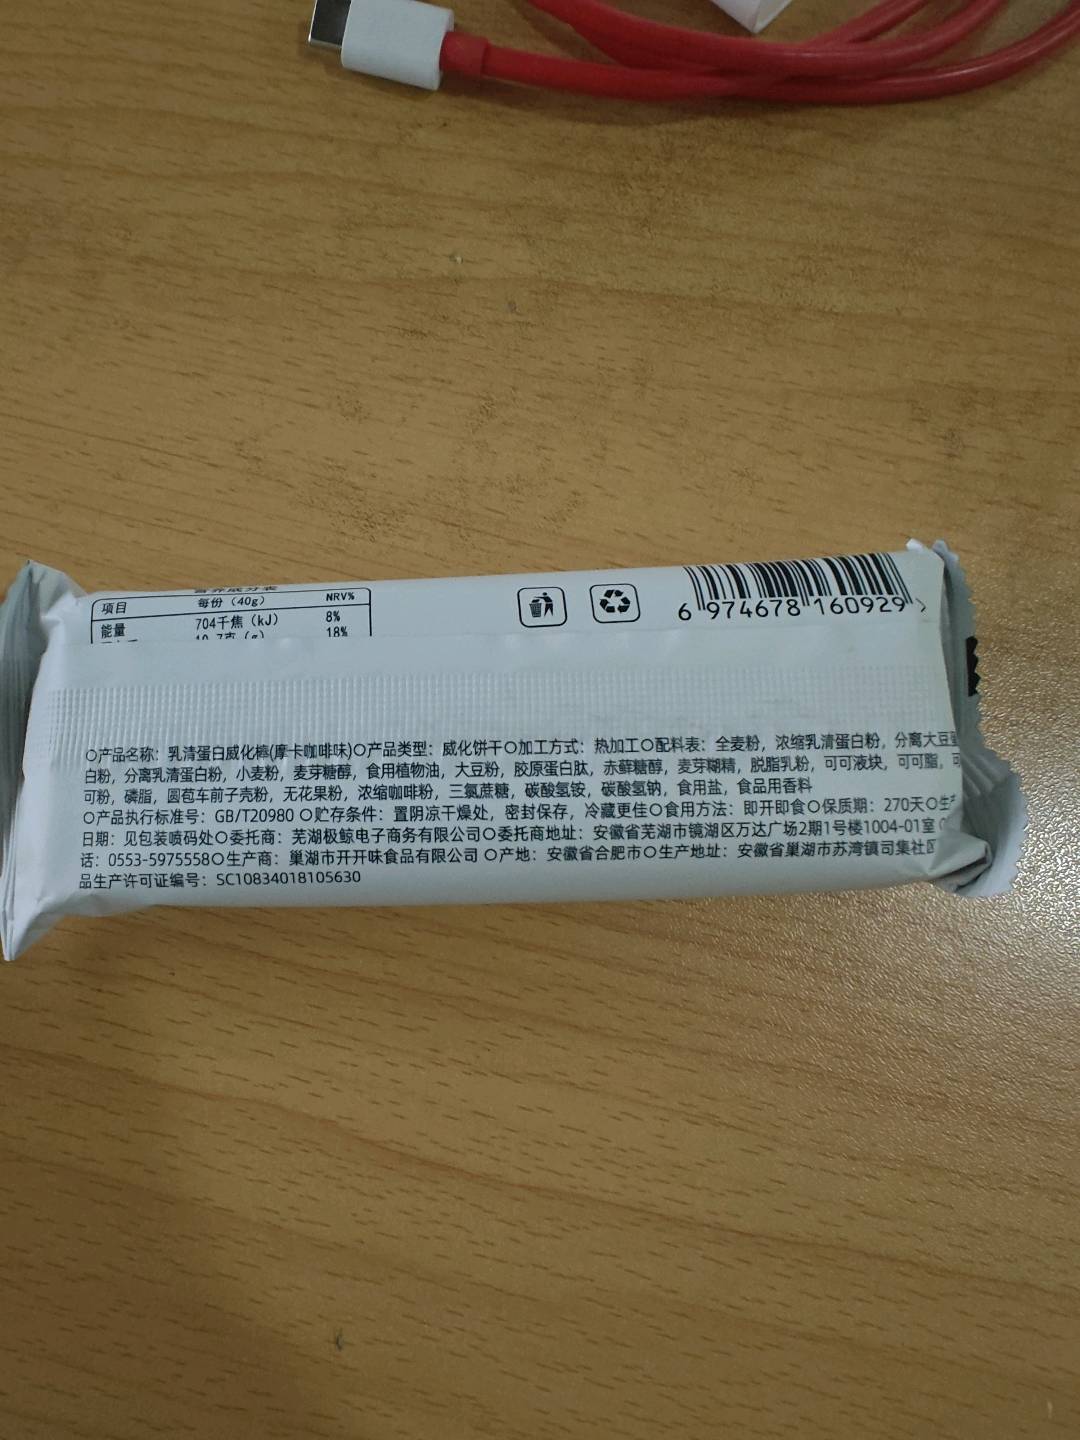 项目 每份（40g） NRV%
能量 704千焦（kJ） 8%
18%
6 974678 160929
○产品名称：乳清蛋白威化棒(摩卡咖啡味)○产品类型：威化饼干○加工方式：热加工○配料表：全麦粉，浓缩乳清蛋白粉，分离大豆
白粉，分离乳清蛋白粉，小麦粉，麦芽糖醇，食用植物油，大豆粉，胶原蛋白肽，赤藓糖醇，麦芽糊精，脱脂乳粉，可可液块，可可脂，可
可粉，磷脂，圆苞车前子壳粉，无花果粉，浓缩咖啡粉，三氯蔗糖，碳酸氢铵，碳酸氢钠，食用盐，食品用香料
○产品执行标准号：GB/T20980 ○贮存条件：置阴凉干燥处，密封保存，冷藏更佳○食用方法：即开即食○保质期：270天○生产
日期：见包装喷码处○委托商：芜湖极鲸电子商务有限公司○委托商地址：安徽省芜湖市镜湖区万达广场2期1号楼1004-01室
话：0553-5975558○生产商：巢湖市开开味食品有限公司 ○产地：安徽省合肥市○生产地址：安徽省巢湖市苏湾镇司集社区
品生产许可证编号：SC10834018105630